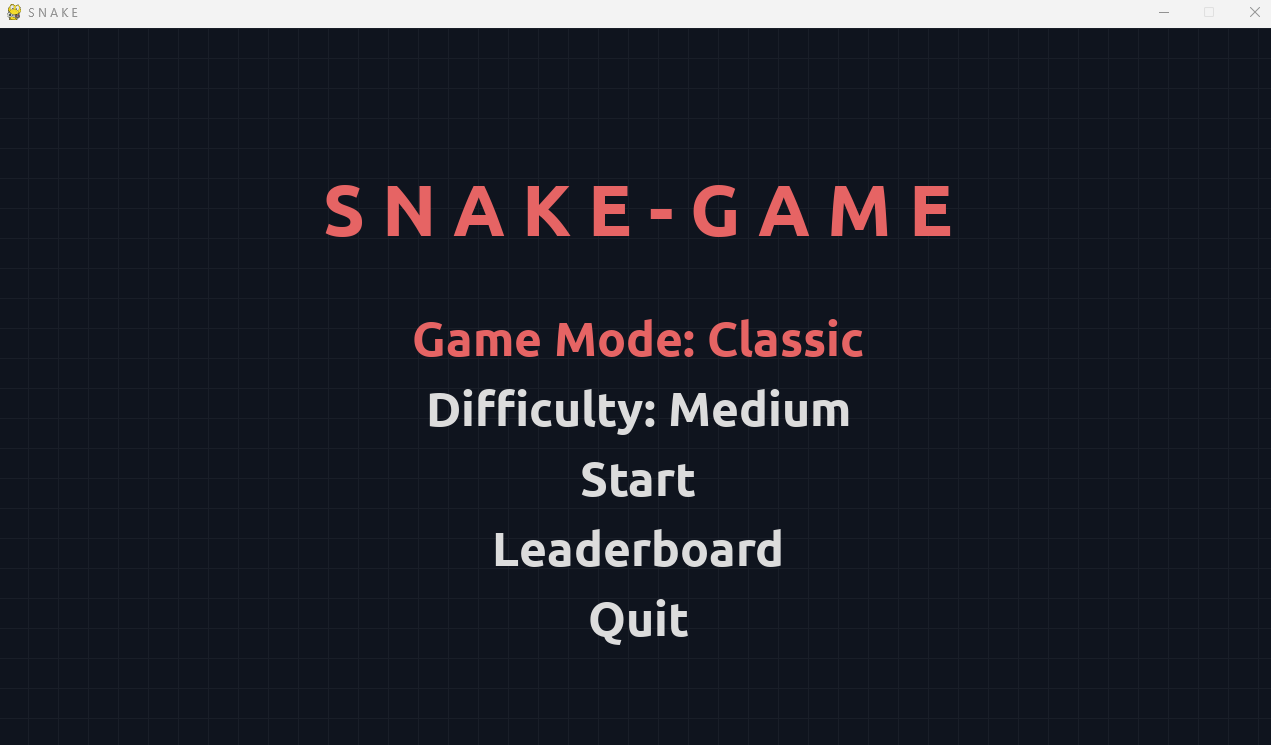 S N A K E
S N A K E - G A M E
Game Mode: Classic
Difficulty: Medium
Start
Leaderboard
Quit